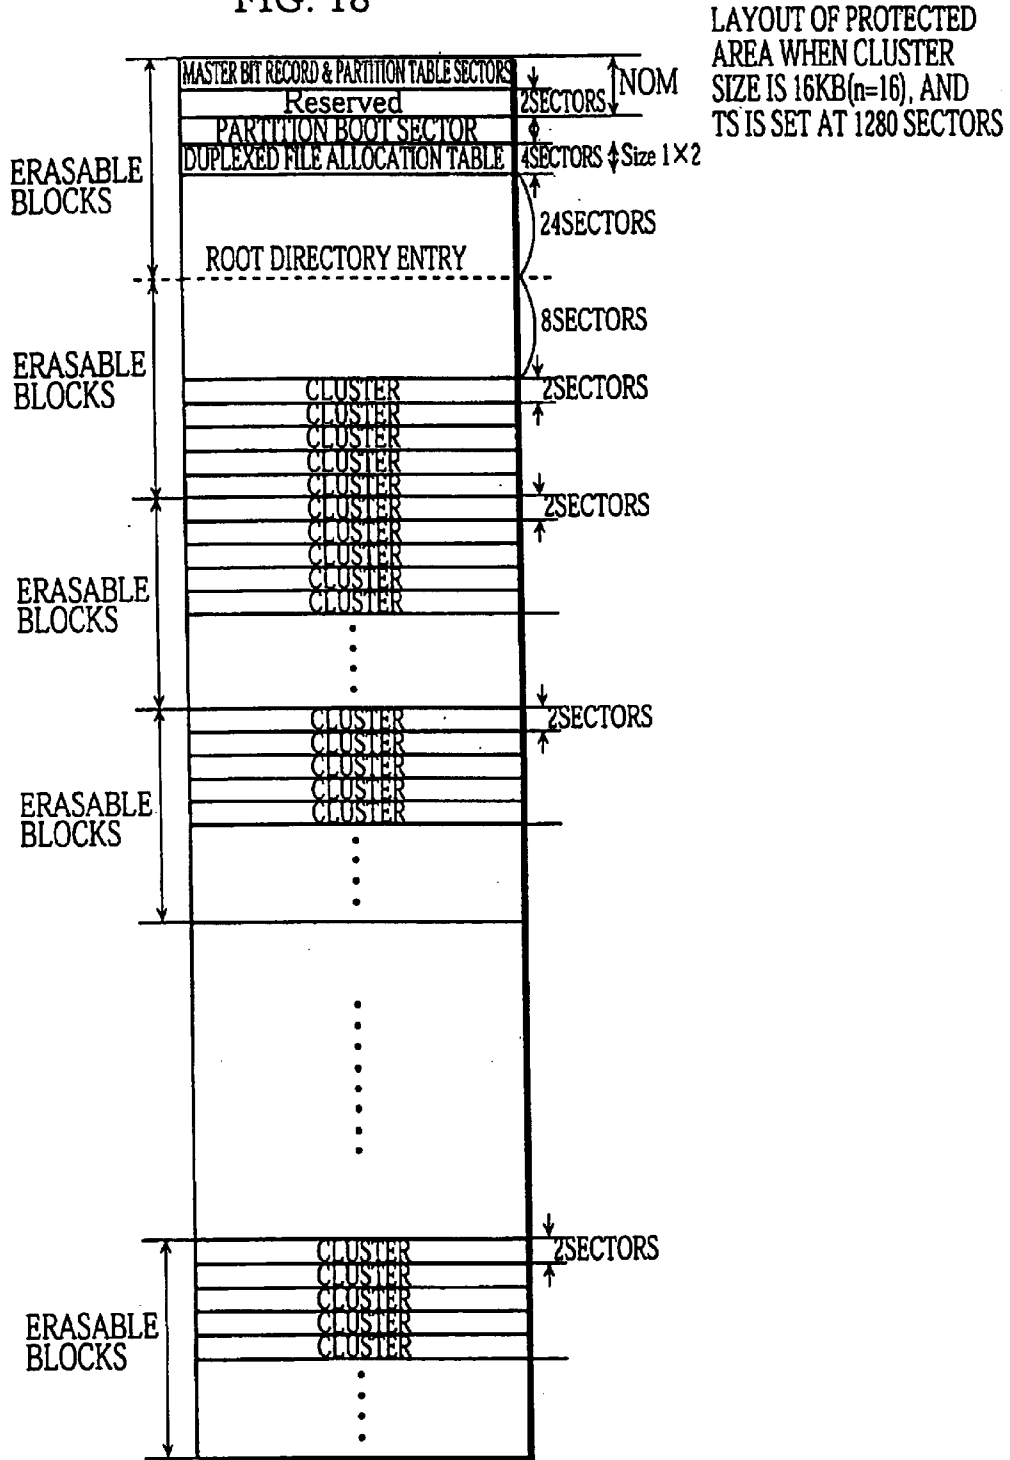 FIG. 18
LAYOUT OF PROTECTED
AREA WHEN CLUSTER
SIZE IS 16KB(n=16), AND
TS IS SET AT 1280 SECTORS
MASTER BIT RECORD & PARTITION TABLE SECTORS
NOM
Reserved
2SECTORS
PARTITION BOOT SECTOR
DUPLEXED FILE ALLOCATION TABLE
4SECTORS
Size 1×2
ERASABLE
BLOCKS
24SECTORS
ROOT DIRECTORY ENTRY
8SECTORS
ERASABLE
BLOCKS
CLUSTER
2SECTORS
CLUSTER
CLUSTER
CLUSTER
CLUSTER
CLUSTER
2SECTORS
CLUSTER
CLUSTER
CLUSTER
CLUSTER
ERASABLE
BLOCKS
CLUSTER
2SECTORS
CLUSTER
CLUSTER
CLUSTER
CLUSTER
ERASABLE
BLOCKS
CLUSTER
2SECTORS
CLUSTER
CLUSTER
CLUSTER
CLUSTER
ERASABLE
BLOCKS